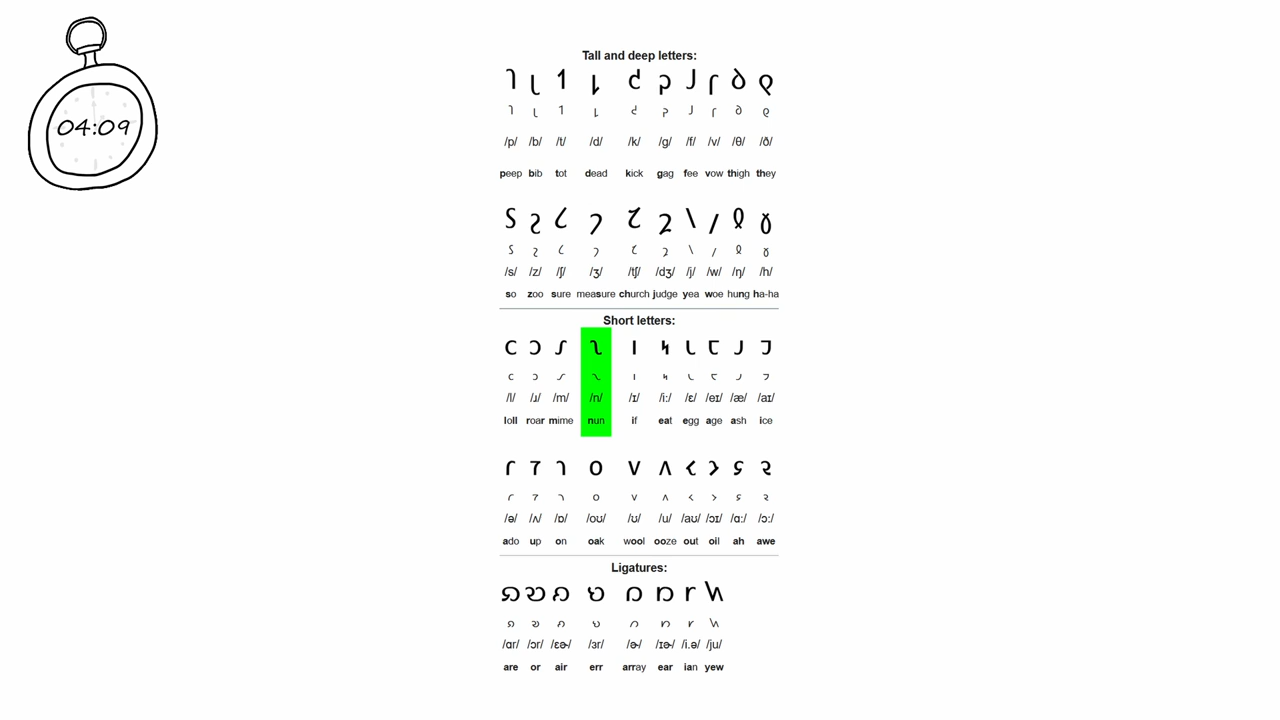 04:09
Tall and deep letters:
𐑐 𐑚 𐑑 𐑛 𐑒 𐑜 𐑓 𐑝 𐑔 𐑞
𐑐 𐑚 𐑑 𐑛 𐑒 𐑜 𐑓 𐑝 𐑔 𐑞
/p/ /b/ /t/ /d/ /k/ /g/ /f/ /v/ /θ/ /ð/
peep bib tot dead kick gag fee vow thigh they
𐑕 𐑟 𐑖 𐑠 𐑗 𐑡 𐑘 𐑢 𐑙 𐑣
𐑕 𐑟 𐑖 𐑠 𐑗 𐑡 𐑘 𐑢 𐑙 𐑣
/s/ /z/ /ʃ/ /ʒ/ /tʃ/ /dʒ/ /j/ /w/ /ŋ/ /h/
so zoo sure measure church judge yea woe hung ha-ha
Short letters:
𐑤 𐑮 𐑥 𐑯 𐑦 𐑰 𐑧 𐑱 𐑨 𐑲
𐑤 𐑮 𐑥 𐑯 𐑦 𐑰 𐑧 𐑱 𐑨 𐑲
/l/ /ɹ/ /m/ /n/ /ɪ/ /i:/ /ɛ/ /eɪ/ /æ/ /aɪ/
loll roar mime nun if eat egg age ash ice
𐑩 𐑳 𐑪 𐑴 𐑫 𐑵 𐑬 𐑶 𐑭 𐑷
𐑩 𐑳 𐑪 𐑴 𐑫 𐑵 𐑬 𐑶 𐑭 𐑷
/ə/ /ʌ/ /ɒ/ /oʊ/ /ʊ/ /u/ /aʊ/ /ɔɪ/ /ɑ:/ /ɔ:/
ado up on oak wool ooze out oil ah awe
Ligatures:
𐑸 𐑹 𐑺 𐑻 𐑼 𐑽 𐑾 𐑿
𐑸 𐑹 𐑺 𐑻 𐑼 𐑽 𐑾 𐑿
/ɑr/ /ɔr/ /ɛɚ/ /ɜr/ /ɚ/ /ɪɚ/ /i.ə/ /ju/
are or air err array ear ian yew